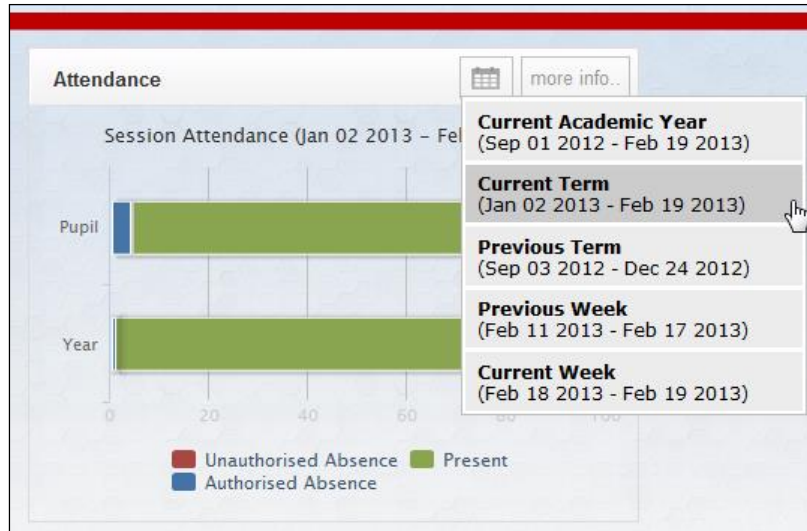 Attendance
more info..
Session Attendance (Jan 02 2013 - Fe
Current Academic Year
(Sep 01 2012 - Feb 19 2013)
Current Term
(Jan 02 2013 - Feb 19 2013)
Previous Term
(Sep 03 2012 - Dec 24 2012)
Previous Week
(Feb 11 2013 - Feb 17 2013)
Current Week
(Feb 18 2013 - Feb 19 2013)
Pupil
Year
0 20 40 60 80 100
Unauthorised Absence Present
Authorised Absence